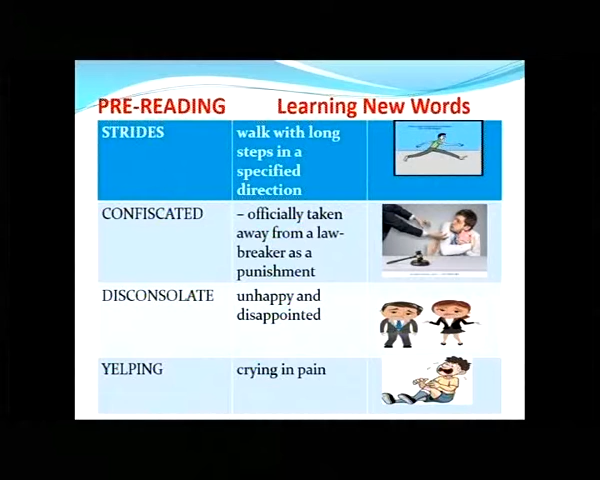 PRE-READING Learning New Words
STRIDES
walk with long
steps in a
specified
direction
CONFISCATED
– officially taken
away from a law-
breaker as a
punishment
DISCONSOLATE
unhappy and
disappointed
YELPING
crying in pain